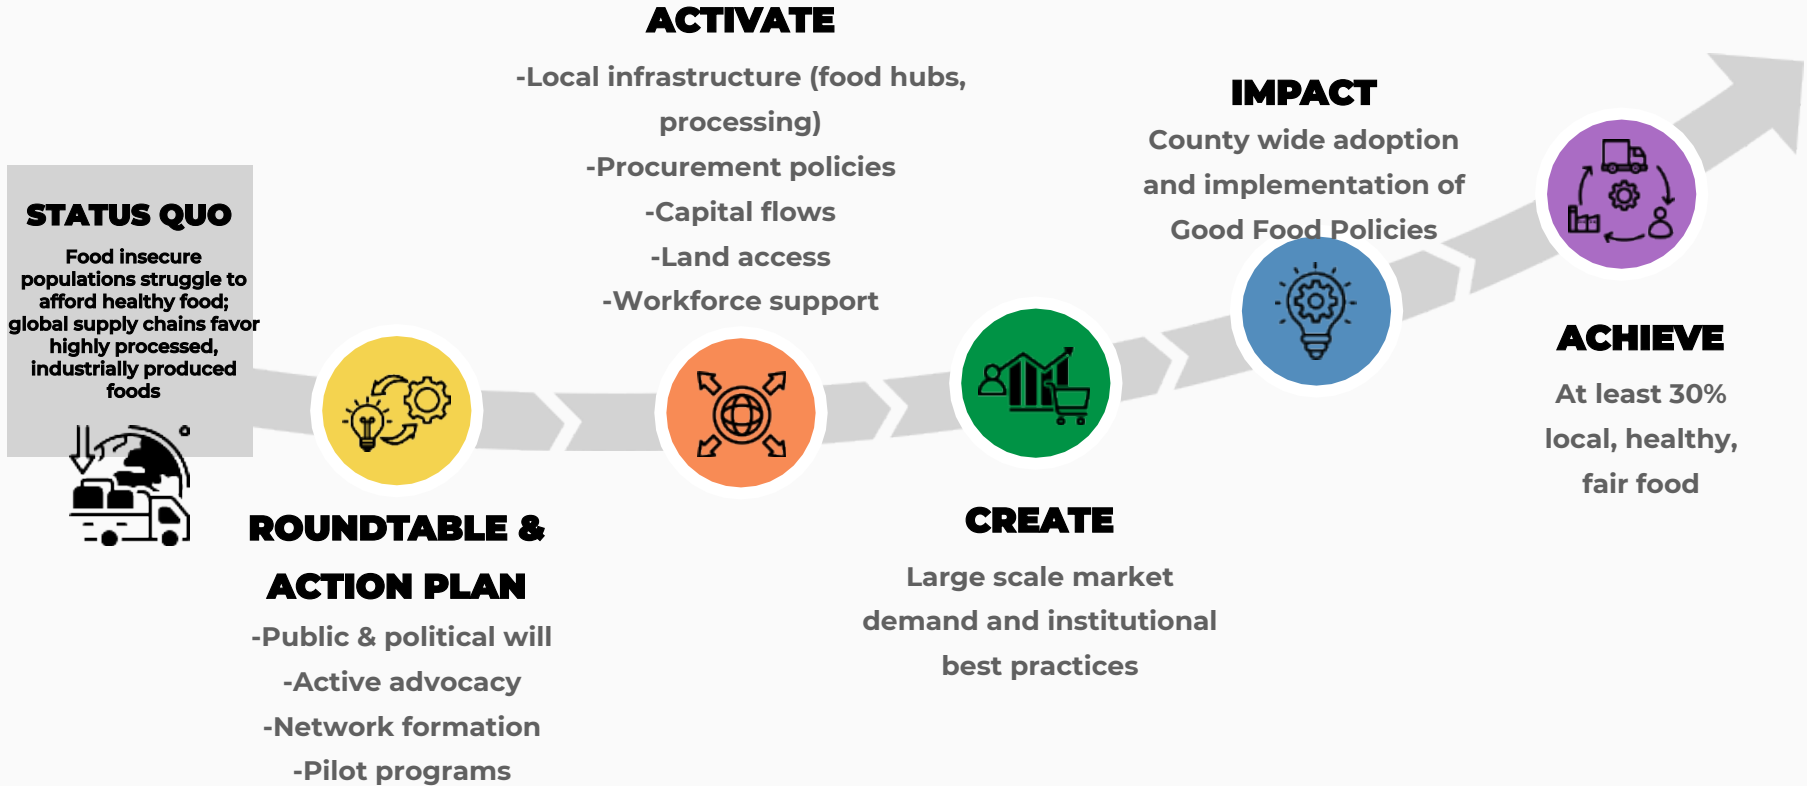 STATUS QUO
Food insecure
populations struggle to
afford healthy food;
global supply chains favor
highly processed,
industrially produced
foods
ROUNDTABLE &
ACTION PLAN
-Public & political will
-Active advocacy
-Network formation
-Pilot programs
ACTIVATE
-Local infrastructure (food hubs,
processing)
-Procurement policies
-Capital flows
-Land access
-Workforce support
CREATE
Large scale market
demand and institutional
best practices
IMPACT
County wide adoption
and implementation of
Good Food Policies
ACHIEVE
At least 30%
local, healthy,
fair food